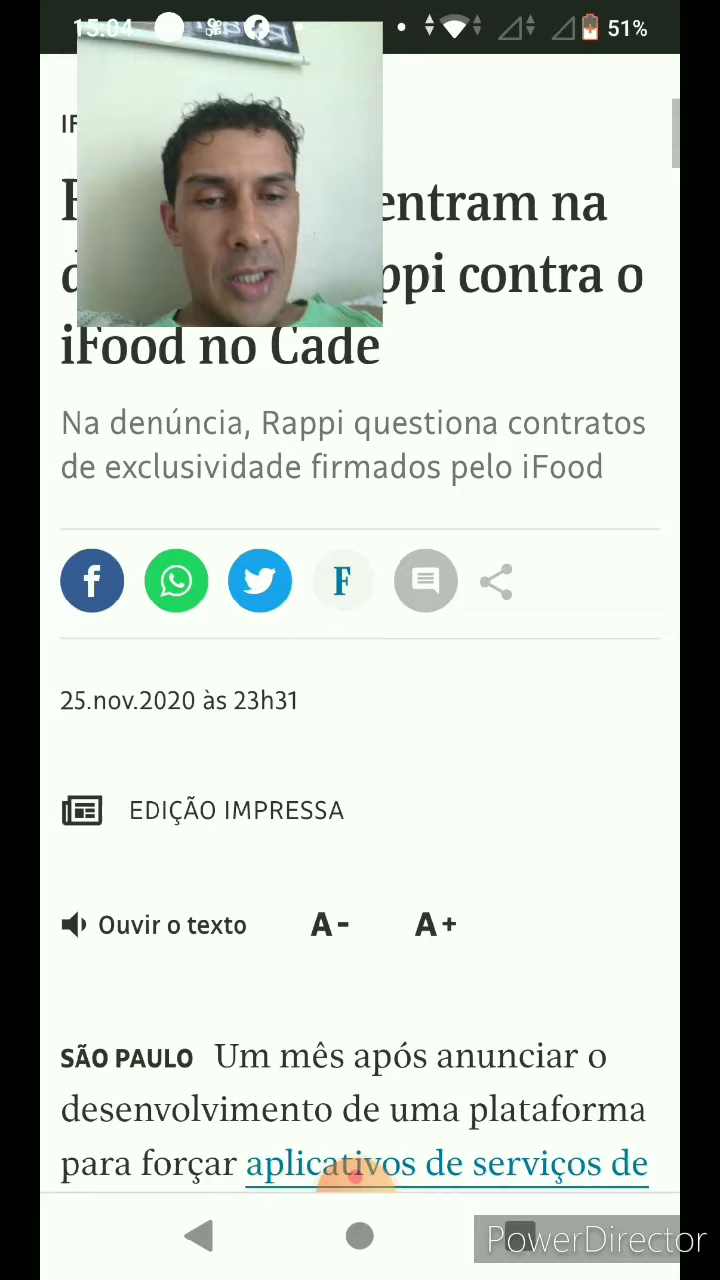 15:04
51%
entram na
ppi contra o
iFood no Cade
Na denúncia, Rappi questiona contratos
de exclusividade firmados pelo iFood
f F
25.nov.2020 às 23h31
EDIÇÃO IMPRESSA
Ouvir o texto A- A+
SÃO PAULO Um mês após anunciar o
desenvolvimento de uma plataforma
para forçar aplicativos de serviços de
PowerDirector